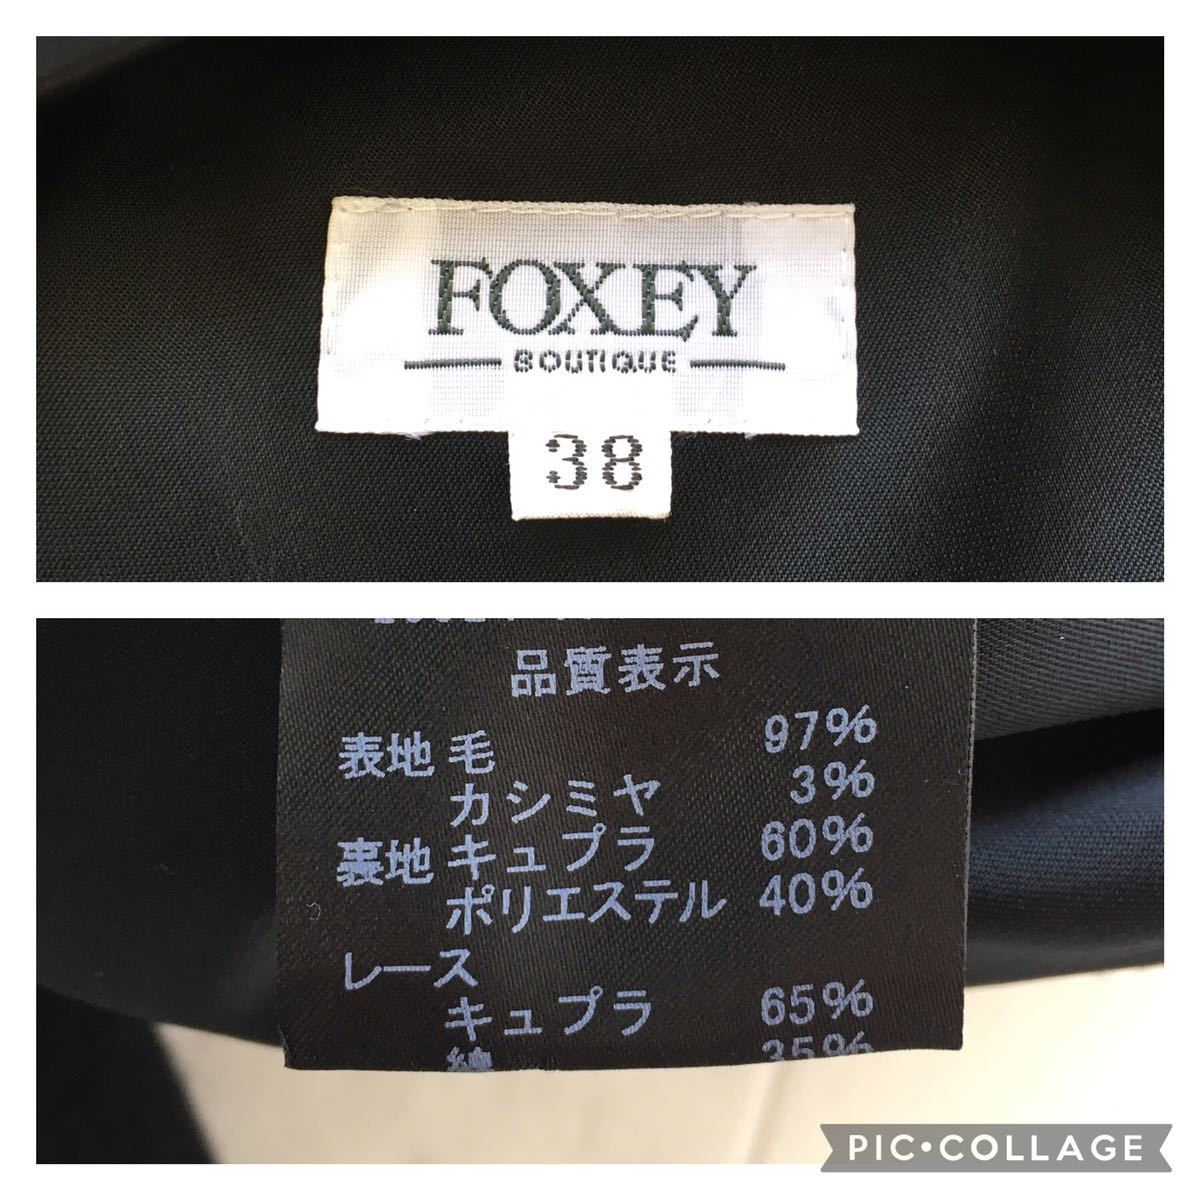 FOXEY
BOUTIQUE
38
品質表示
表地 毛 97%
カシミヤ 3%
裏地 キュプラ 60%
ポリエステル 40%
レース
キュプラ 65%
綿 35%
PIC•COLLAGE